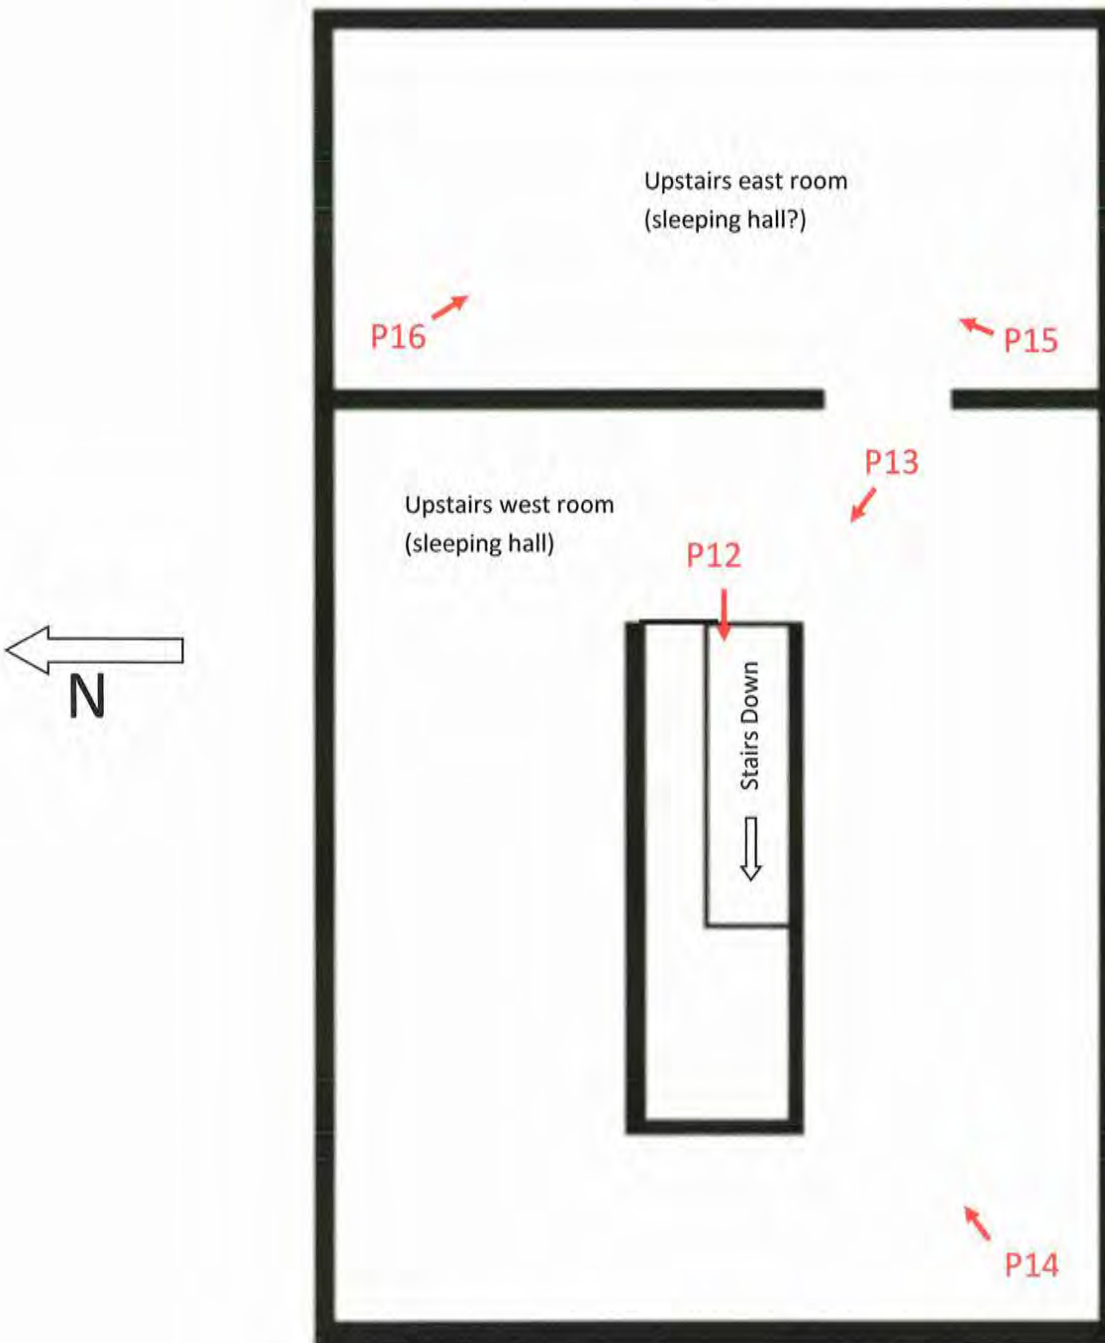 Upstairs east room
(sleeping hall?)
P16
P15
P13
Upstairs west room
(sleeping hall)
P12
N
Stairs Down
P14